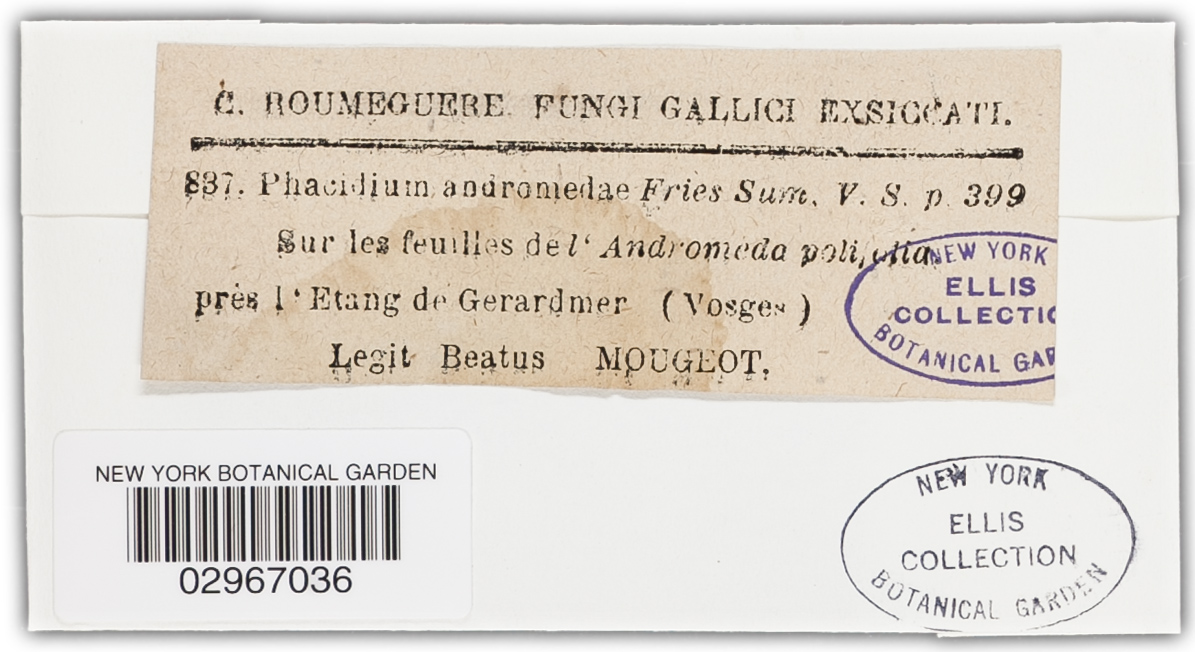 C. ROUMEGUERE. FUNGI GALLICI EXSICCATI.
837. Phacidium andromedae Fries Sum. V. S. p. 399
Sur les feuilles de l' Andromeda polifolia
près l' Etang de Gerardmer ( Vosges )
Legit Beatus MOUGEOT.
NEW YORK
ELLIS
COLLECTIO
BOTANICAL GAR
NEW YORK BOTANICAL GARDEN
02967036
NEW YORK
ELLIS
COLLECTION
BOTANICAL GARDEN